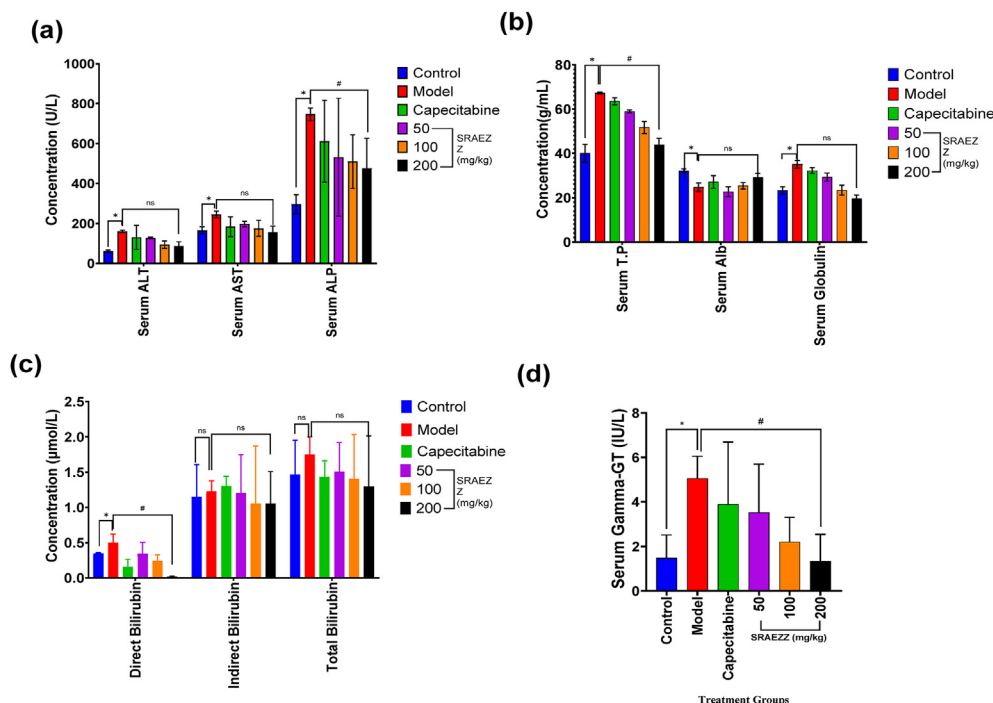 (a)
Concentration (U/L)
1000
800
600
400
200
0
*
ns
*
ns
*
#
Serum ALT
Serum AST
Serum ALP
Control
Model
Capecitabine
50
100
200
SRAEZ
Z
(mg/kg)
(b)
Concentration(g/mL)
80
60
40
20
0
*
#
*
ns
*
ns
Serum T.P
Serum Alb
Serum Globulin
Control
Model
Capecitabine
50
100
200
SRAEZ
Z
(mg/kg)
(c)
Concentration (μmol/L)
2.5
2.0
1.5
1.0
0.5
0.0
*
#
ns
ns
ns
ns
Direct Bilirubin
Indirect Bilirubin
Total Bilirubin
Control
Model
Capecitabine
50
100
200
SRAEZ
Z
(mg/kg)
(d)
Serum Gamma-GT (IU/L)
8
6
4
2
0
*
#
Control
Model
Capecitabine
50
100
200
SRAEZZ (mg/kg)
Treatment Groups